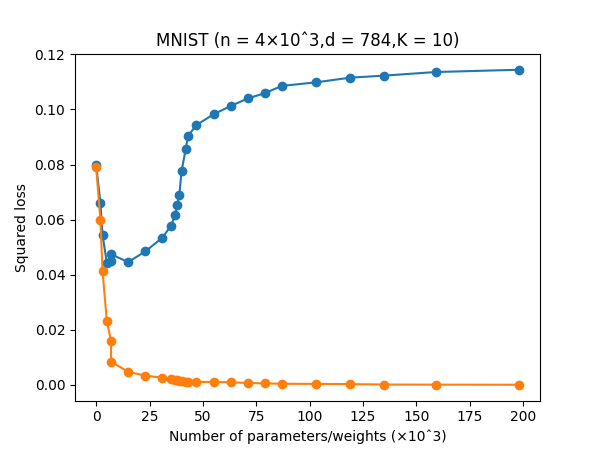 MNIST (n = 4×10ˆ3,d = 784,K = 10)
0.12
0.10
0.08
0.06
0.04
0.02
0.00
Squared loss
0 25 50 75 100 125 150 175 200
Number of parameters/weights (×10ˆ3)